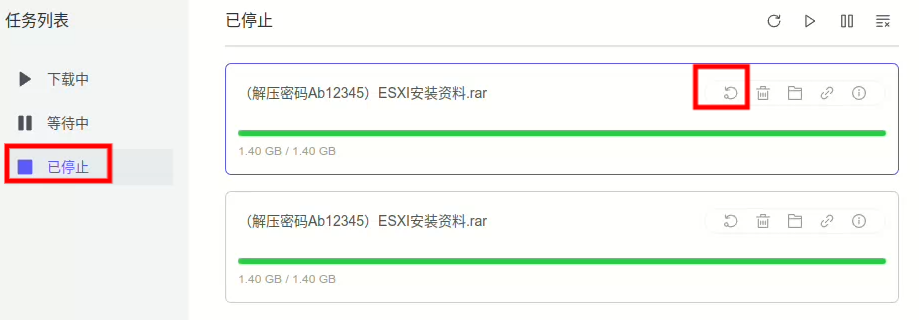 任务列表
下载中
等待中
已停止
已停止
（解压密码Ab12345）ESXI安装资料.rar
1.40 GB / 1.40 GB
（解压密码Ab12345）ESXI安装资料.rar
1.40 GB / 1.40 GB